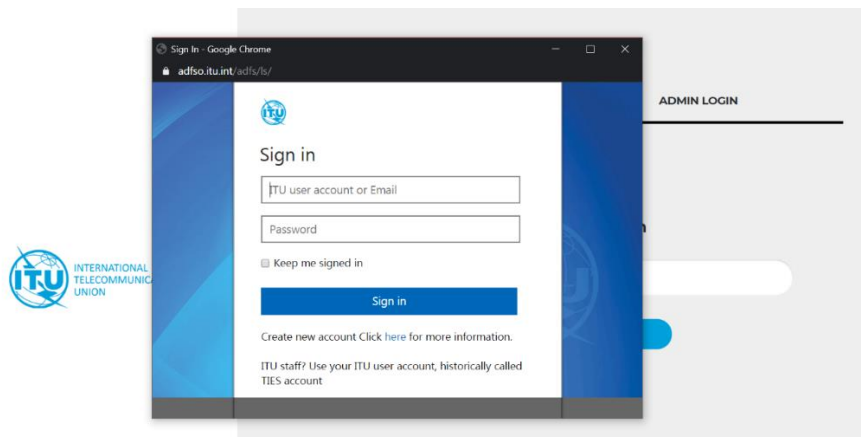 Sign In - Google Chrome
adfso.itu.int/adfs/ls/
ADMIN LOGIN
ITU
Sign in
ITU user account or Email
Password
Keep me signed in
Sign in
Create new account Click here for more information.
ITU staff? Use your ITU user account, historically called
TIES account
ITU
INTERNATIONAL
UNION